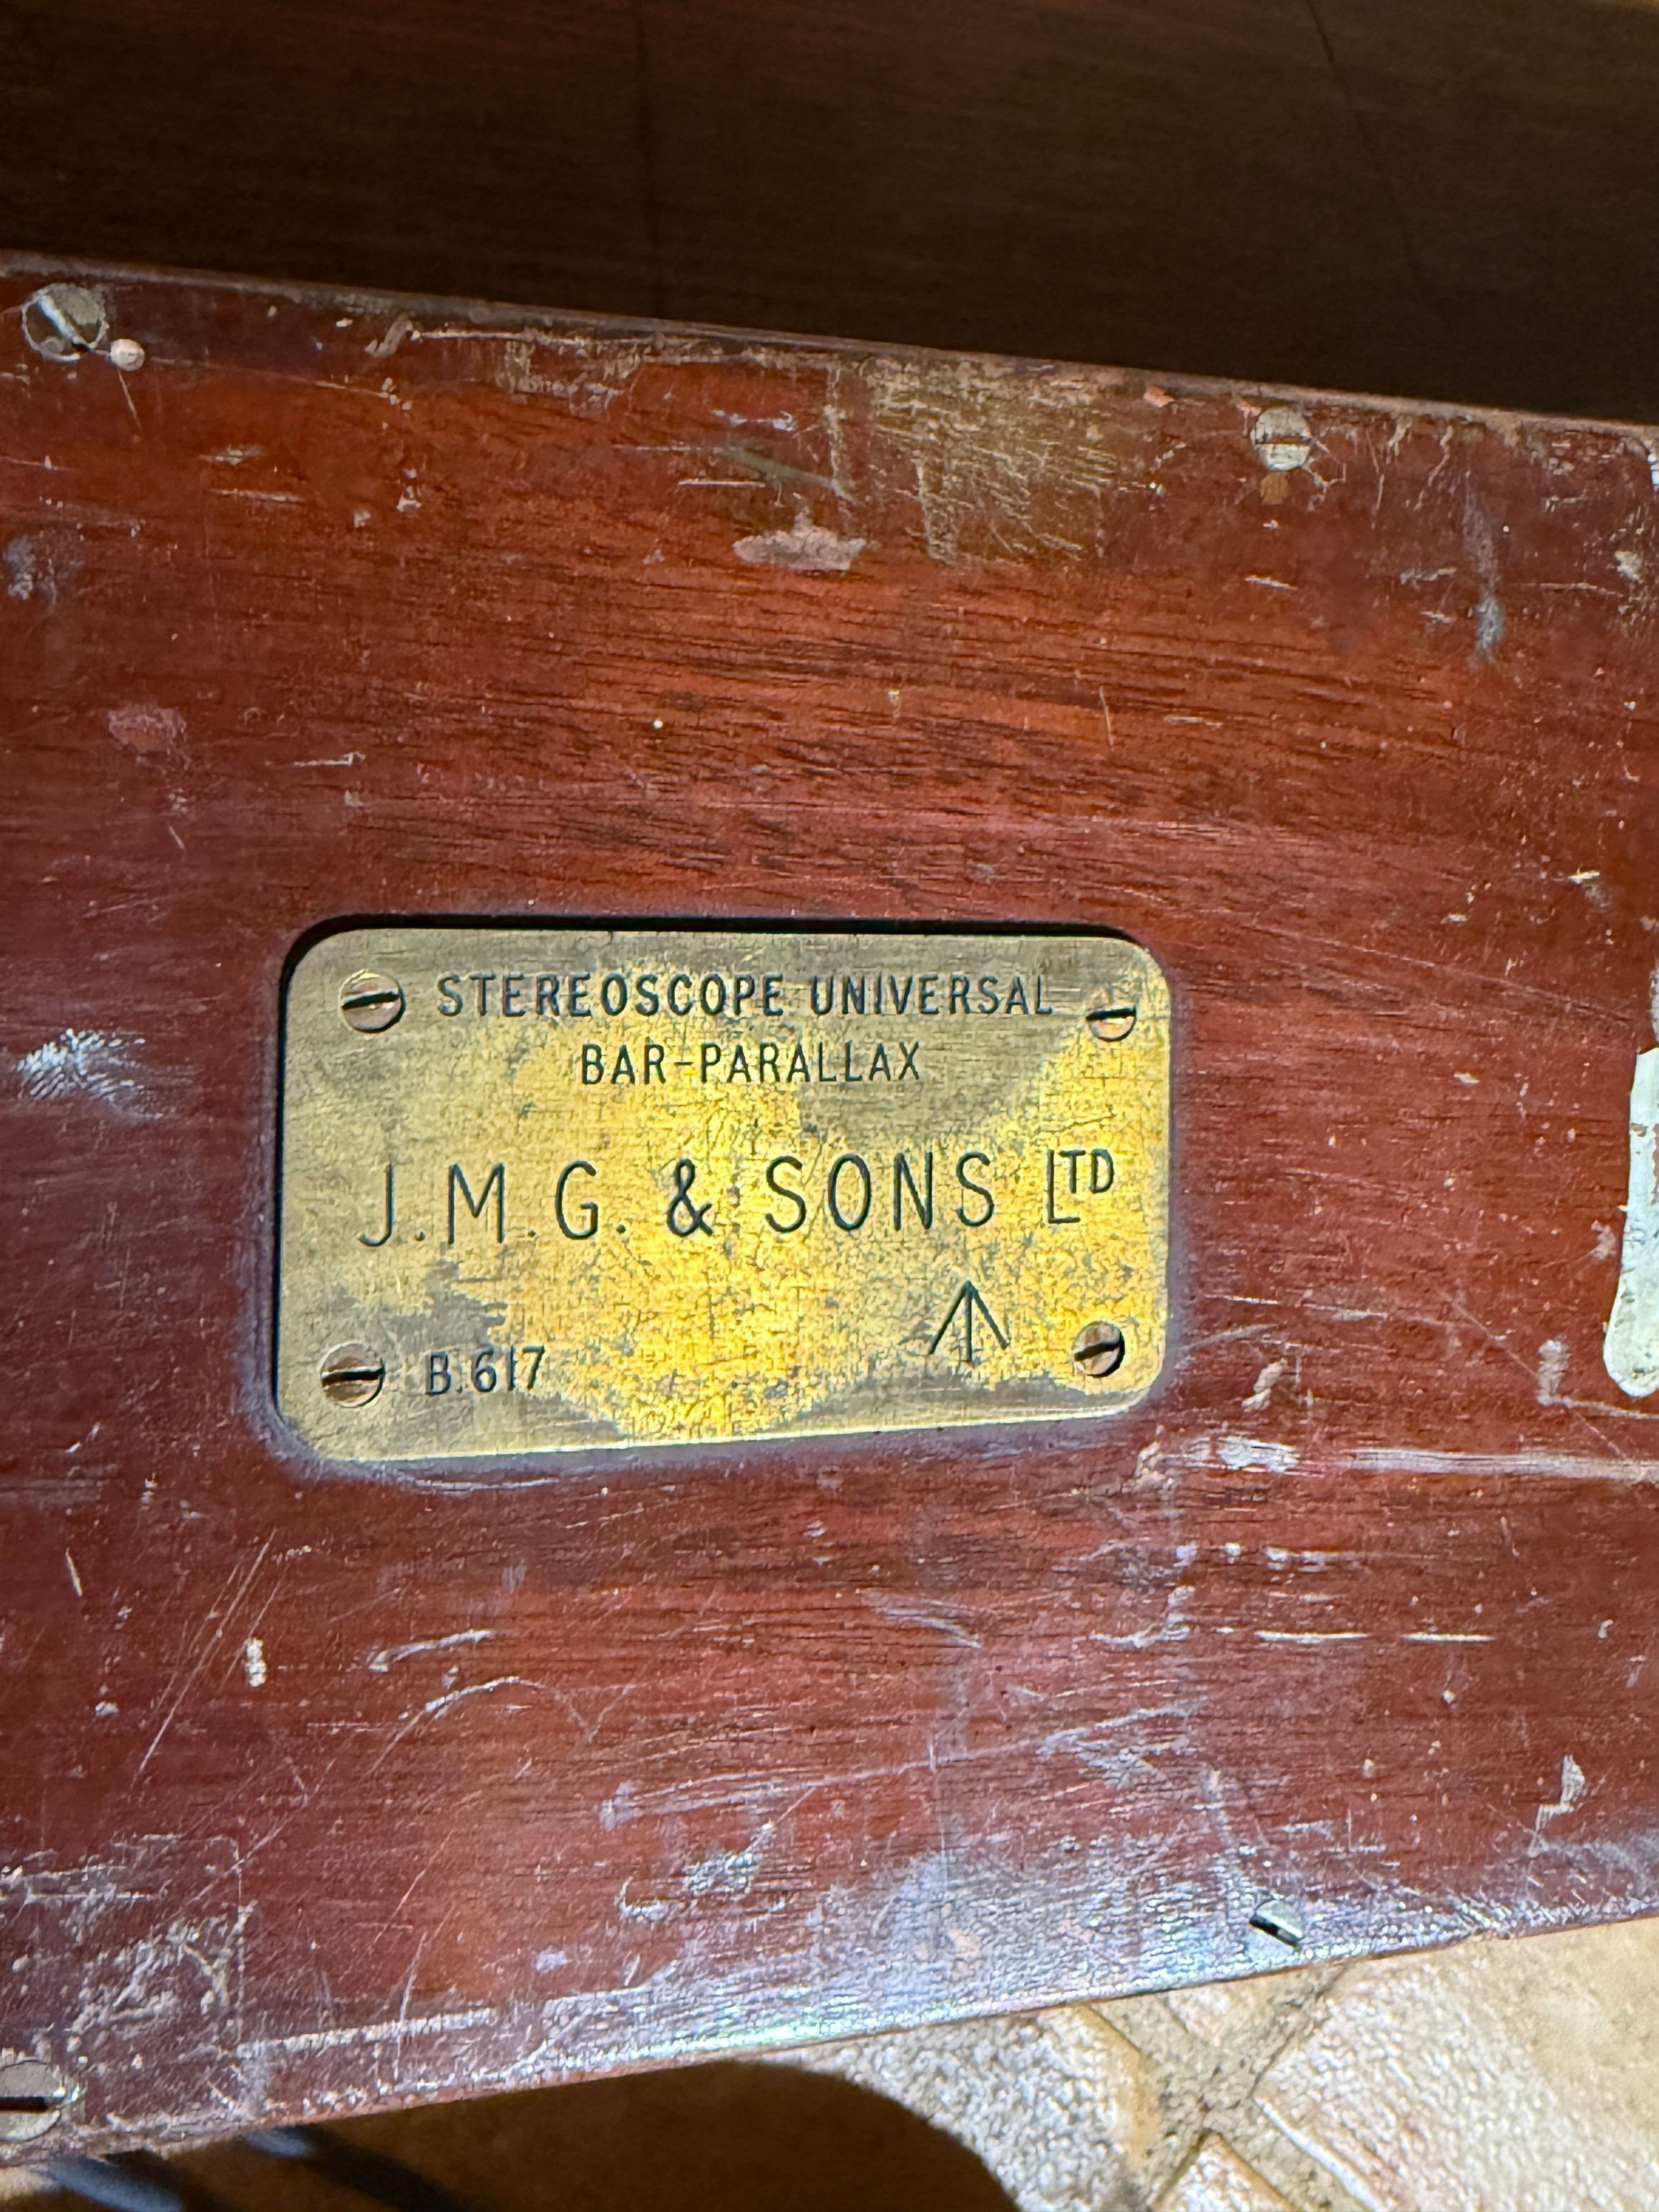 STEREOSCOPE UNIVERSAL
BAR-PARALLAX
J.M.G. & SONS LTD
B.617